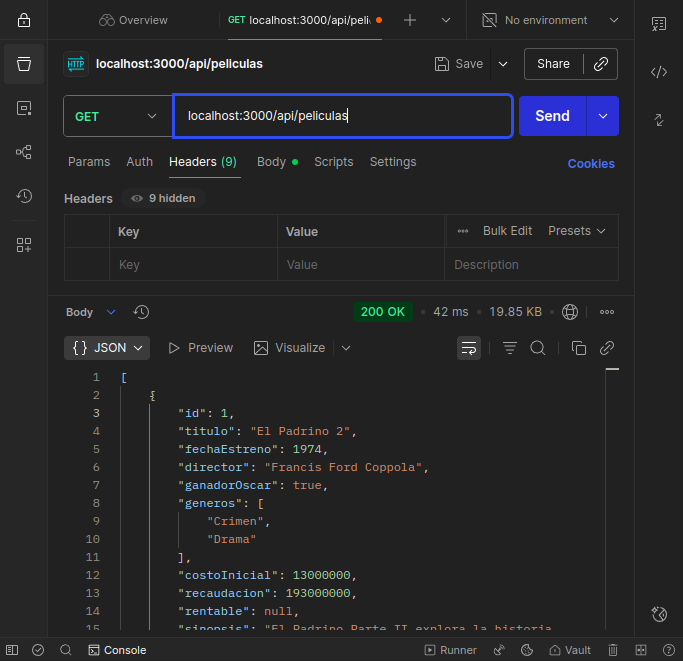 Overview
GET localhost:3000/api/peli
No environment
HTTP localhost:3000/api/peliculas
Save
Share
GET
localhost:3000/api/peliculas
Send
Params Auth Headers (9) Body Scripts Settings Cookies
Headers 9 hidden
Key Value Bulk Edit Presets
Key Value Description
Body 200 OK 42 ms 19.85 KB
{} JSON Preview Visualize
1 [
2 {
3 "id": 1,
4 "titulo": "El Padrino 2",
5 "fechaEstreno": 1974,
6 "director": "Francis Ford Coppola",
7 "ganadorOscar": true,
8 "generos": [
9 "Crimen",
10 "Drama"
11 ],
12 "costoInicial": 13000000,
13 "recaudacion": 193000000,
14 "rentable": null,
15 "sinopsis": "El Padrino Parte II explora la historia
Console Runner Vault